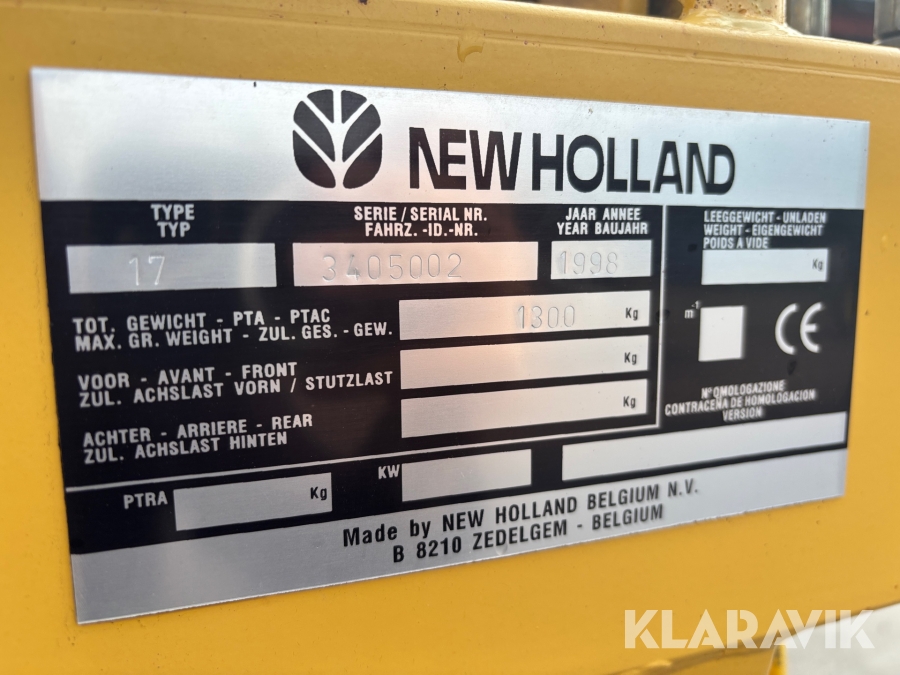 NEW HOLLAND
TYPE
TYP
17
SERIE / SERIAL NR.
FAHRZ. -ID.-NR.
3405002
JAAR ANNEE
YEAR BAUJAHR
1998
LEEGGEWICHT - UNLADEN
WEIGHT - EIGENGEWICHT
POIDS A VIDE
Kg
TOT. GEWICHT - PTA - PTAC
MAX. GR. WEIGHT - ZUL. GES. - GEW.
1300 Kg
m-1
CE
VOOR - AVANT - FRONT
ZUL. ACHSLAST VORN / STUTZLAST
Kg
ACHTER - ARRIERE - REAR
ZUL. ACHSLAST HINTEN
Kg
N°OMOLOGAZIONE
CONTRACENA DE HOMOLOGACION
VERSION
PTRA Kg
KW
Made by NEW HOLLAND BELGIUM N.V.
B 8210 ZEDELGEM - BELGIUM
KLARAVIK